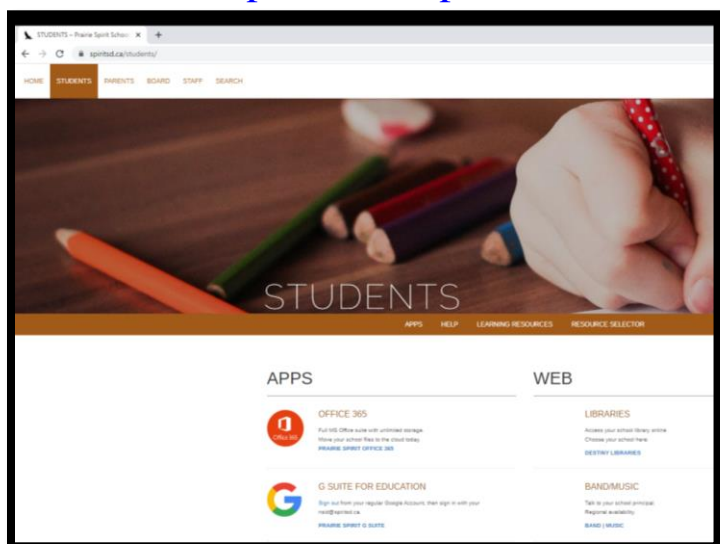 STUDENTS – Prairie Spirit School
spiritsd.ca/students/
HOME STUDENTS PARENTS BOARD STAFF SEARCH
STUDENTS
APPS HELP LEARNING RESOURCES RESOURCE SELECTOR
APPS
OFFICE 365
Office 365
Full MS Office suite with unlimited storage.
Move your school files to the cloud today.
PRAIRIE SPIRIT OFFICE 365
G SUITE FOR EDUCATION
Sign out from your regular Google Account, then sign in with your
@spiritsd.ca
PRAIRIE SPIRIT G SUITE
WEB
LIBRARIES
Access your school library online
Choose your school here
DESTINY LIBRARIES
BAND/MUSIC
Talk to your school principal.
Regional availability.
BAND | MUSIC